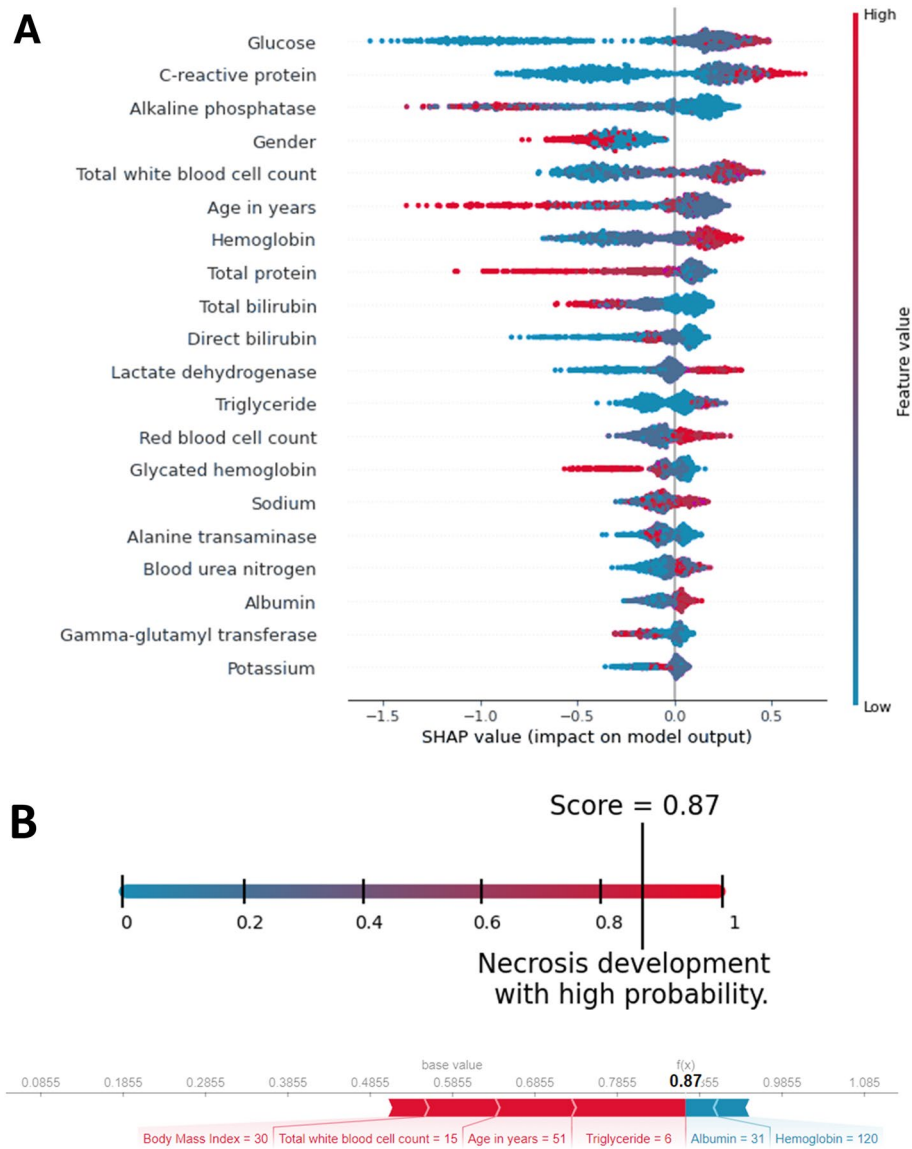 A
High
Glucose
C-reactive protein
Alkaline phosphatase
Gender
Total white blood cell count
Age in years
Hemoglobin
Total protein
Total bilirubin
Direct bilirubin
Lactate dehydrogenase
Triglyceride
Red blood cell count
Glycated hemoglobin
Sodium
Alanine transaminase
Blood urea nitrogen
Albumin
Gamma-glutamyl transferase
Potassium
Feature value
Low
−1.5 −1.0 −0.5 0.0 0.5
SHAP value (impact on model output)
B
Score = 0.87
0 0.2 0.4 0.6 0.8 1
Necrosis development
with high probability.
base value f(x)
0.0855 0.1855 0.2855 0.3855 0.4855 0.5855 0.6855 0.7855 0.87 0.9855 1.085
Body Mass Index = 30 Total white blood cell count = 15 Age in years = 51 Triglyceride = 6 Albumin = 31 Hemoglobin = 120